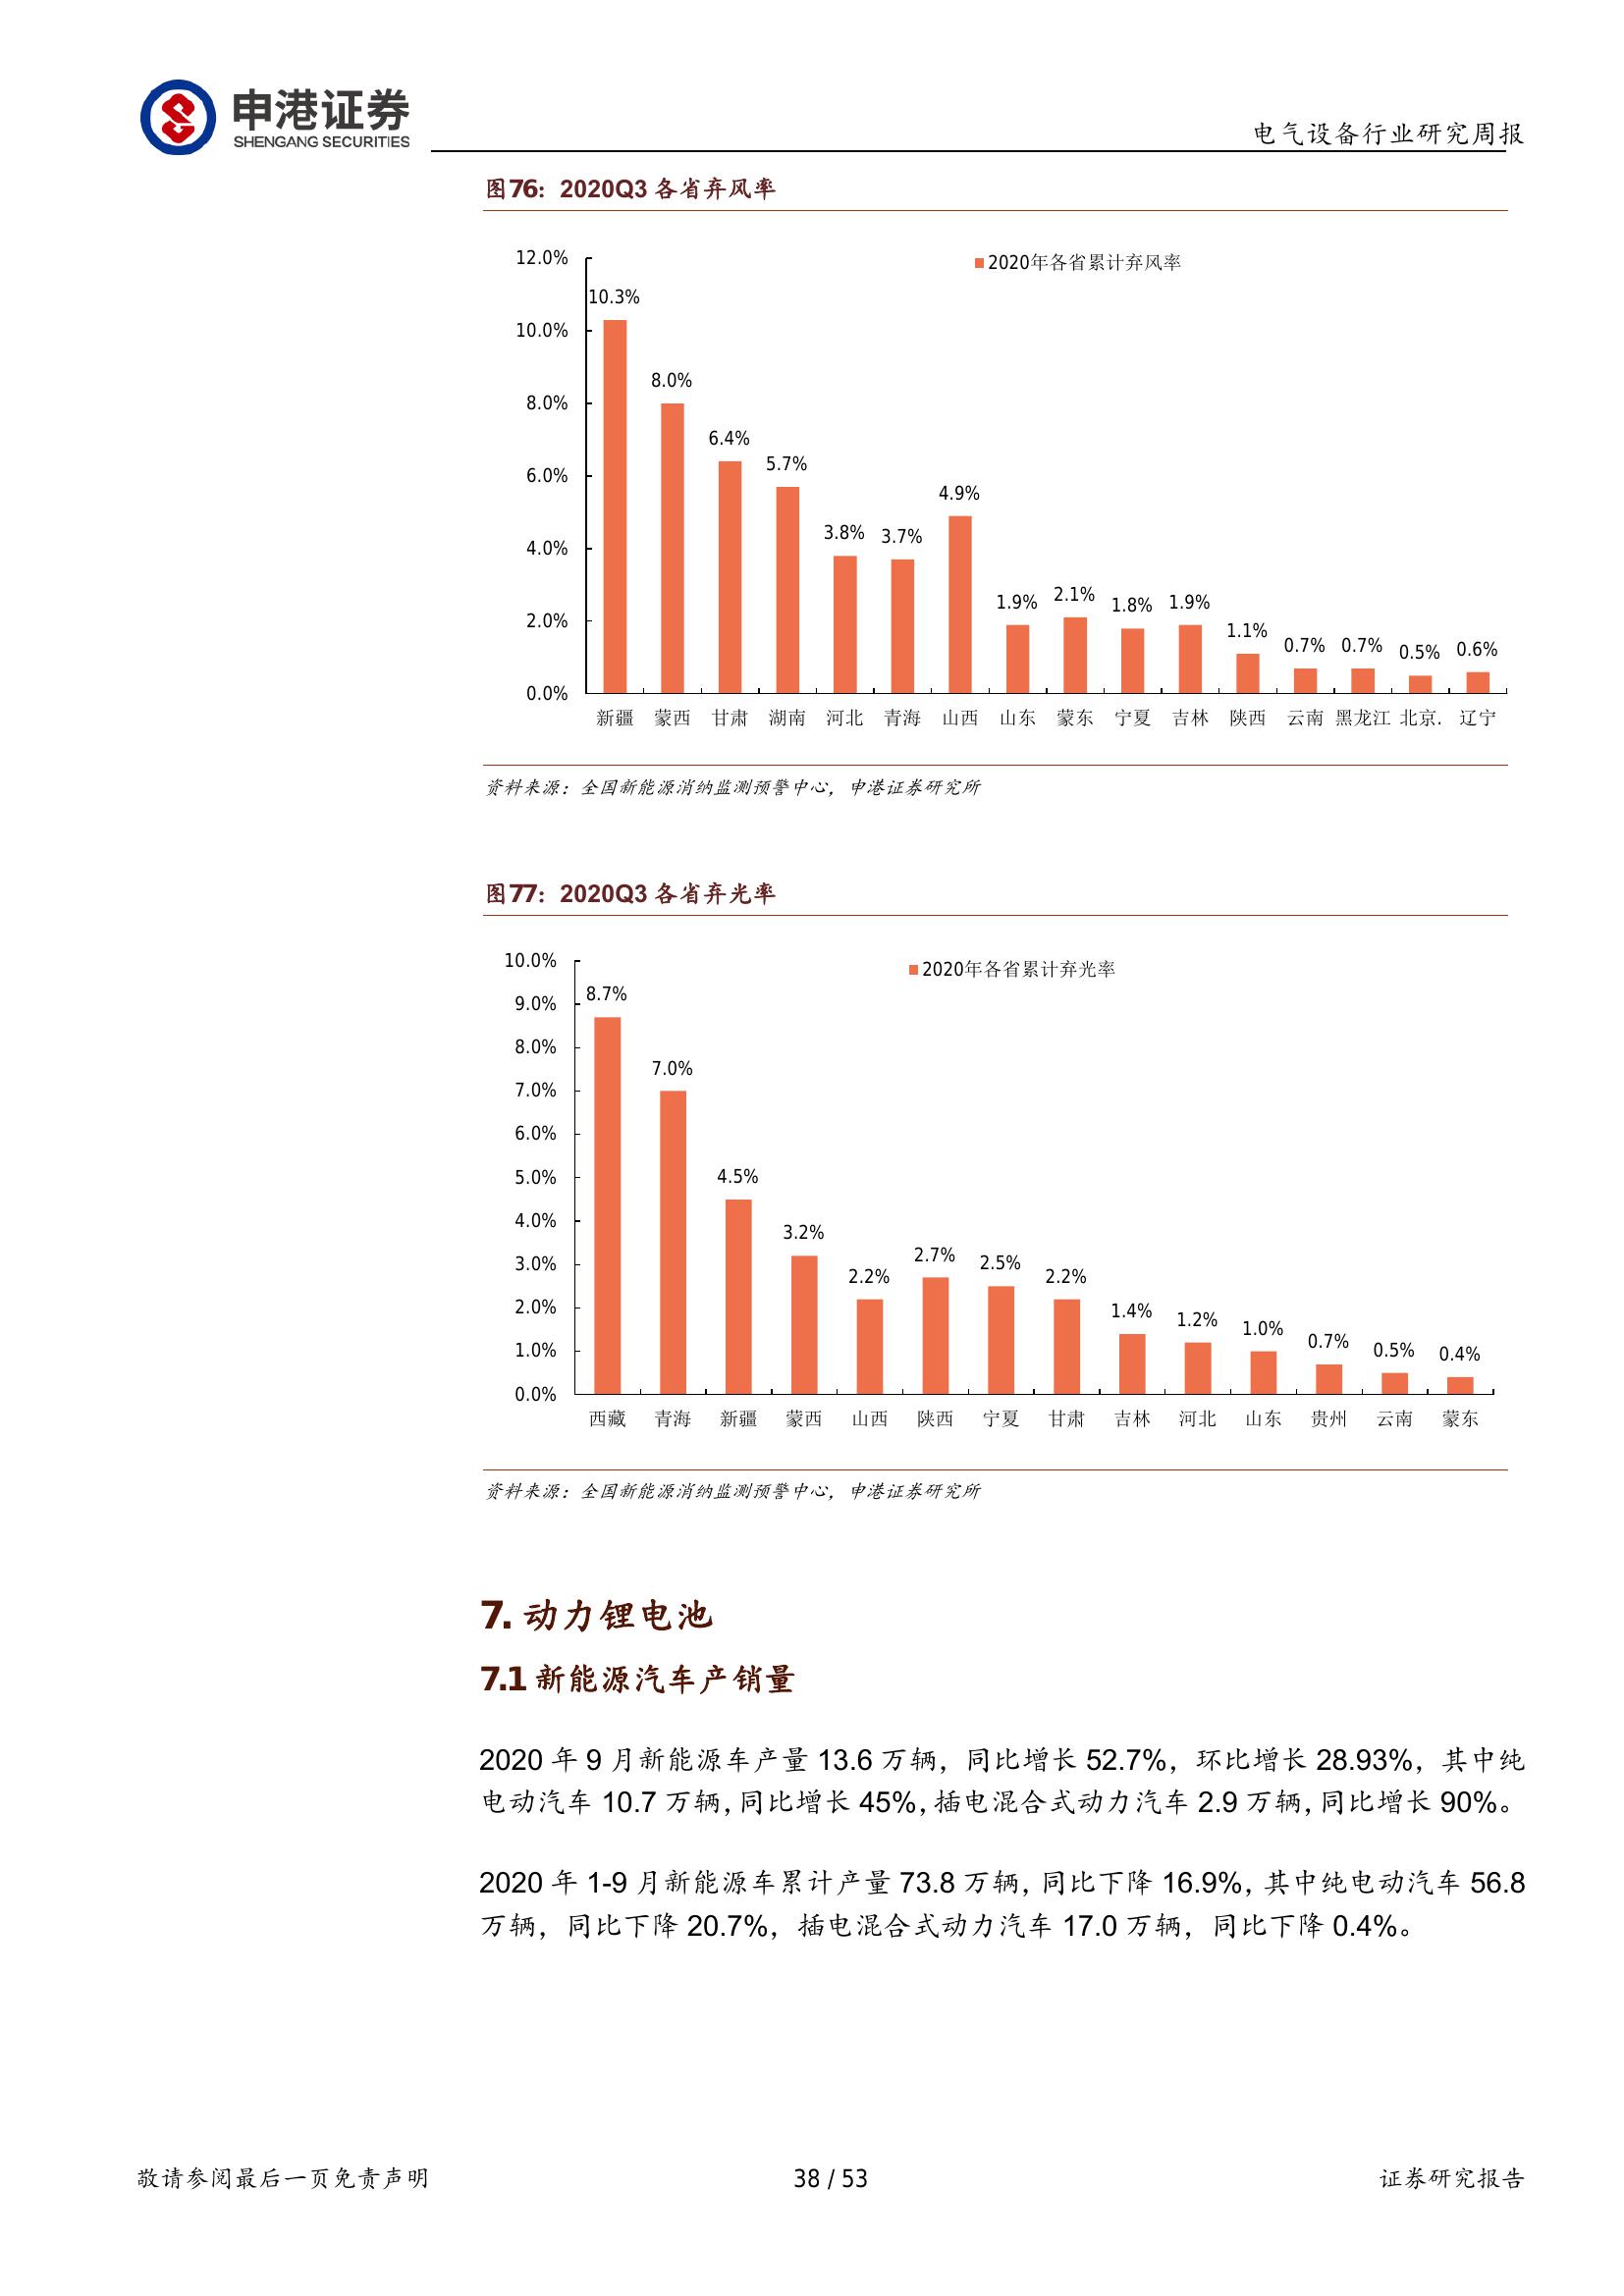 申港证券
SHENGANG SECURITIES
电气设备行业研究周报
图76：2020Q3 各省弃风率
2020年各省累计弃风率
12.0%
10.0%
8.0%
6.0%
4.0%
2.0%
0.0%
10.3%
8.0%
6.4%
5.7%
3.8%
3.7%
4.9%
1.9%
2.1%
1.8%
1.9%
1.1%
0.7%
0.7%
0.5%
0.6%
新疆 蒙西 甘肃 湖南 河北 青海 山西 山东 蒙东 宁夏 吉林 陕西 云南 黑龙江 北京. 辽宁
资料来源：全国新能源消纳监测预警中心，申港证券研究所
图77：2020Q3 各省弃光率
2020年各省累计弃光率
10.0%
9.0%
8.0%
7.0%
6.0%
5.0%
4.0%
3.0%
2.0%
1.0%
0.0%
8.7%
7.0%
4.5%
3.2%
2.2%
2.7%
2.5%
2.2%
1.4%
1.2%
1.0%
0.7%
0.5%
0.4%
西藏 青海 新疆 蒙西 山西 陕西 宁夏 甘肃 吉林 河北 山东 贵州 云南 蒙东
资料来源：全国新能源消纳监测预警中心，申港证券研究所
7. 动力锂电池
7.1 新能源汽车产销量
2020 年 9 月新能源车产量 13.6 万辆，同比增长 52.7%，环比增长 28.93%，其中纯
电动汽车 10.7 万辆，同比增长 45%，插电混合式动力汽车 2.9 万辆，同比增长 90%。
2020 年 1-9 月新能源车累计产量 73.8 万辆，同比下降 16.9%，其中纯电动汽车 56.8
万辆，同比下降 20.7%，插电混合式动力汽车 17.0 万辆，同比下降 0.4%。
敬请参阅最后一页免责声明
38 / 53
证券研究报告